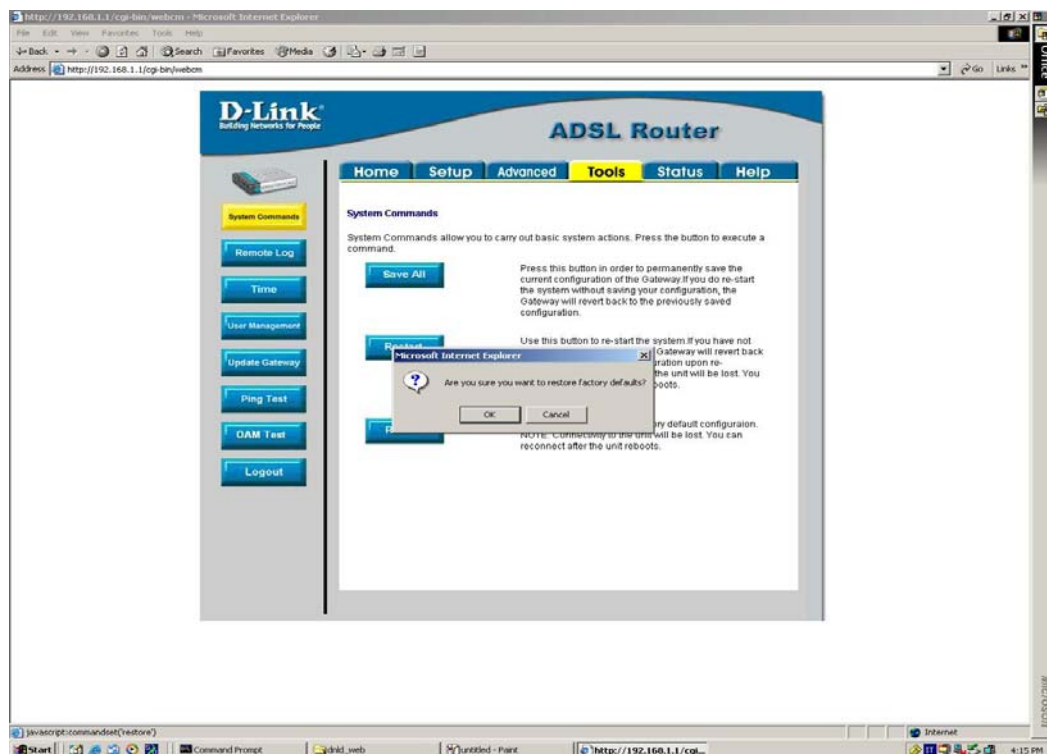 http://192.168.1.1/cgi-bin/webcm - Microsoft Internet Explorer
File Edit View Favorites Tools Help
Back Search Favorites Media
Address http://192.168.1.1/cgi-bin/webcm Go Links »
Office
D-Link
Building Networks for People
ADSL Router
Home Setup Advanced Tools Status Help
System Commands
Remote Log
Time
User Management
Update Gateway
Ping Test
OAM Test
Logout
System Commands
System Commands allow you to carry out basic system actions. Press the button to execute a
command.
Save All
Press this button in order to permanently save the
current configuration of the Gateway.If you do re-start
the system without saving your configuration, the
Gateway will revert back to the previously saved
configuration.
Restart
Use this button to re-start the system.If you have not
Gateway will revert back
uration upon re-
the unit will be lost. You
boots.
Microsoft Internet Explorer
Are you sure you want to restore factory defaults?
OK Cancel
ory default configuraion.
NOTE: Connectivity to the unit will be lost. You can
reconnect after the unit reboots.
javascript:commandset('restore') Internet
Start Command Prompt dlnkl_web untitled - Paint http://192.168.1.1/cgi... 4:15 PM